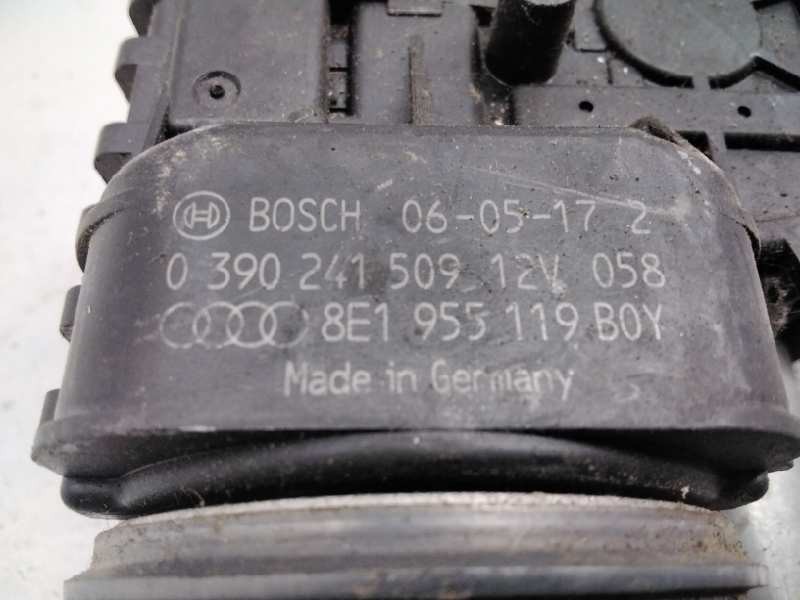 BOSCH 06-05-17 2
0 390 241 509 12V 058
8E1 955 119 B0Y
Made in Germany